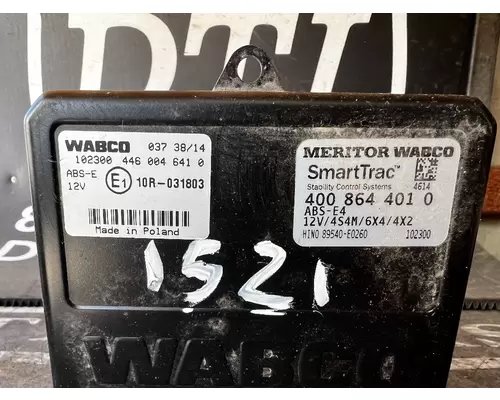 DTI
WABCO 037 38/14
102300 446 004 641 0
ABS-E
12V
E1 10R-031803
Made in Poland
MERITOR WABCO
SmartTrac™
Stability Control Systems 4614
400 864 401 0
ABS-E4
12V/4S4M/6X4/4X2
HINO 89540-E0260 102300
1521
WABCO